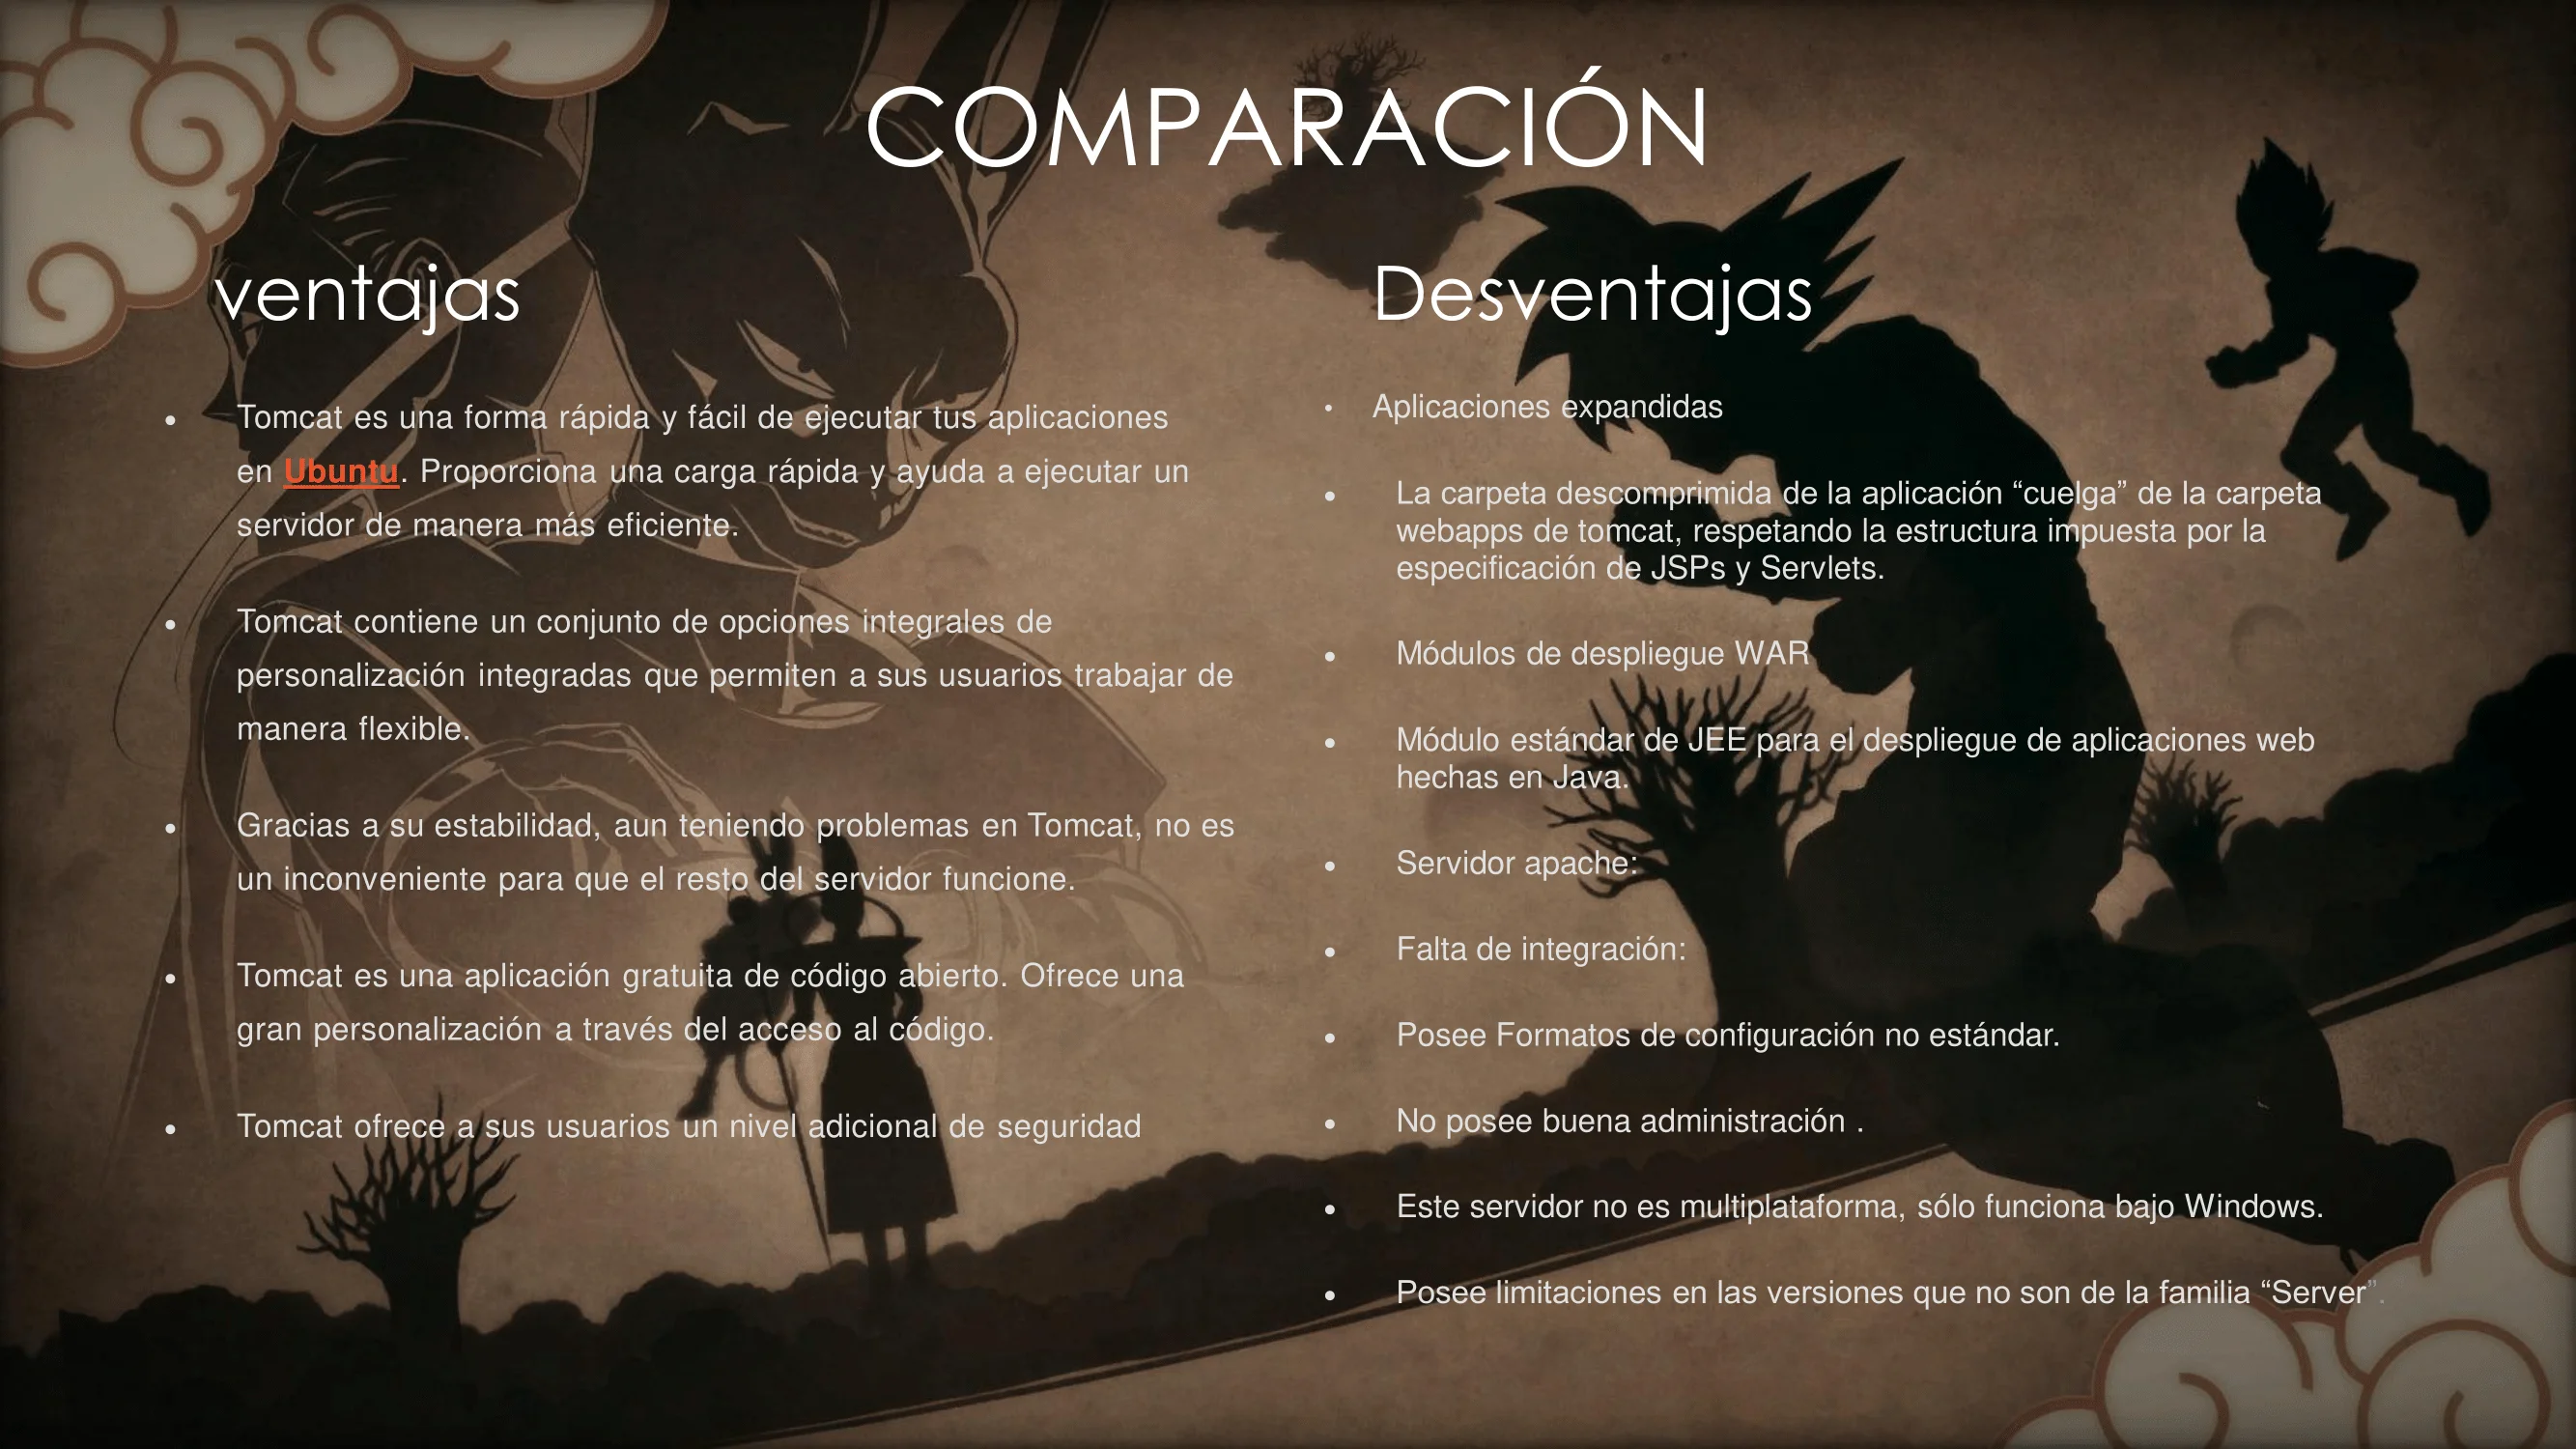 COMPARACIÓN
ventajas
• Tomcat es una forma rápida y fácil de ejecutar tus aplicaciones
en Ubuntu. Proporciona una carga rápida y ayuda a ejecutar un
servidor de manera más eficiente.
• Tomcat contiene un conjunto de opciones integrales de
personalización integradas que permiten a sus usuarios trabajar de
manera flexible.
• Gracias a su estabilidad, aun teniendo problemas en Tomcat, no es
un inconveniente para que el resto del servidor funcione.
• Tomcat es una aplicación gratuita de código abierto. Ofrece una
gran personalización a través del acceso al código.
• Tomcat ofrece a sus usuarios un nivel adicional de seguridad
Desventajas
• Aplicaciones expandidas
• La carpeta descomprimida de la aplicación “cuelga” de la carpeta
webapps de tomcat, respetando la estructura impuesta por la
especificación de JSPs y Servlets.
• Módulos de despliegue WAR
• Módulo estándar de JEE para el despliegue de aplicaciones web
hechas en Java.
• Servidor apache:
• Falta de integración:
• Posee Formatos de configuración no estándar.
• No posee buena administración .
• Este servidor no es multiplataforma, sólo funciona bajo Windows.
• Posee limitaciones en las versiones que no son de la familia “Server”.